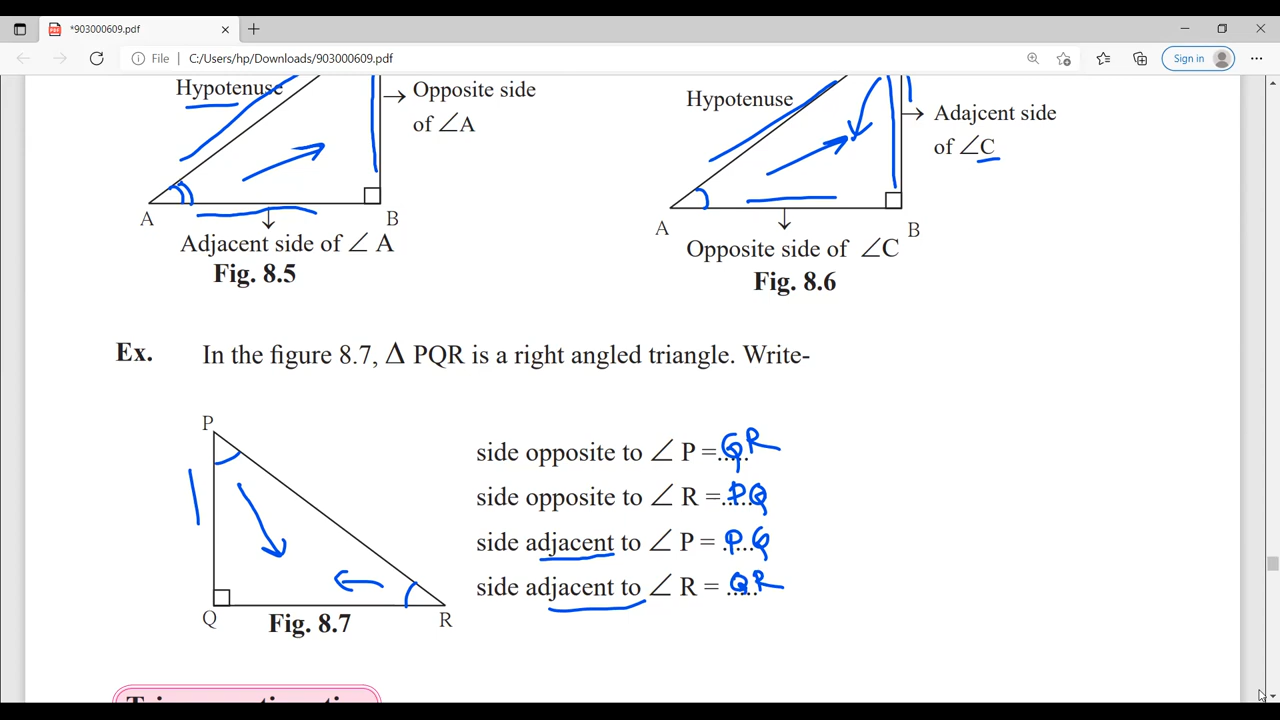 *903000609.pdf
File C:/Users/hp/Downloads/903000609.pdf Sign in
Hypotenuse
Opposite side
of ∠A
A
B
Adjacent side of ∠ A
Fig. 8.5
Hypotenuse
Adajcent side
of ∠C
A
B
Opposite side of ∠C
Fig. 8.6
Ex. In the figure 8.7, Δ PQR is a right angled triangle. Write-
P
Q
R
Fig. 8.7
side opposite to ∠ P =..... QR
side opposite to ∠ R =..... PQ
side adjacent to ∠ P = ..... PQ
side adjacent to ∠ R = ..... QR